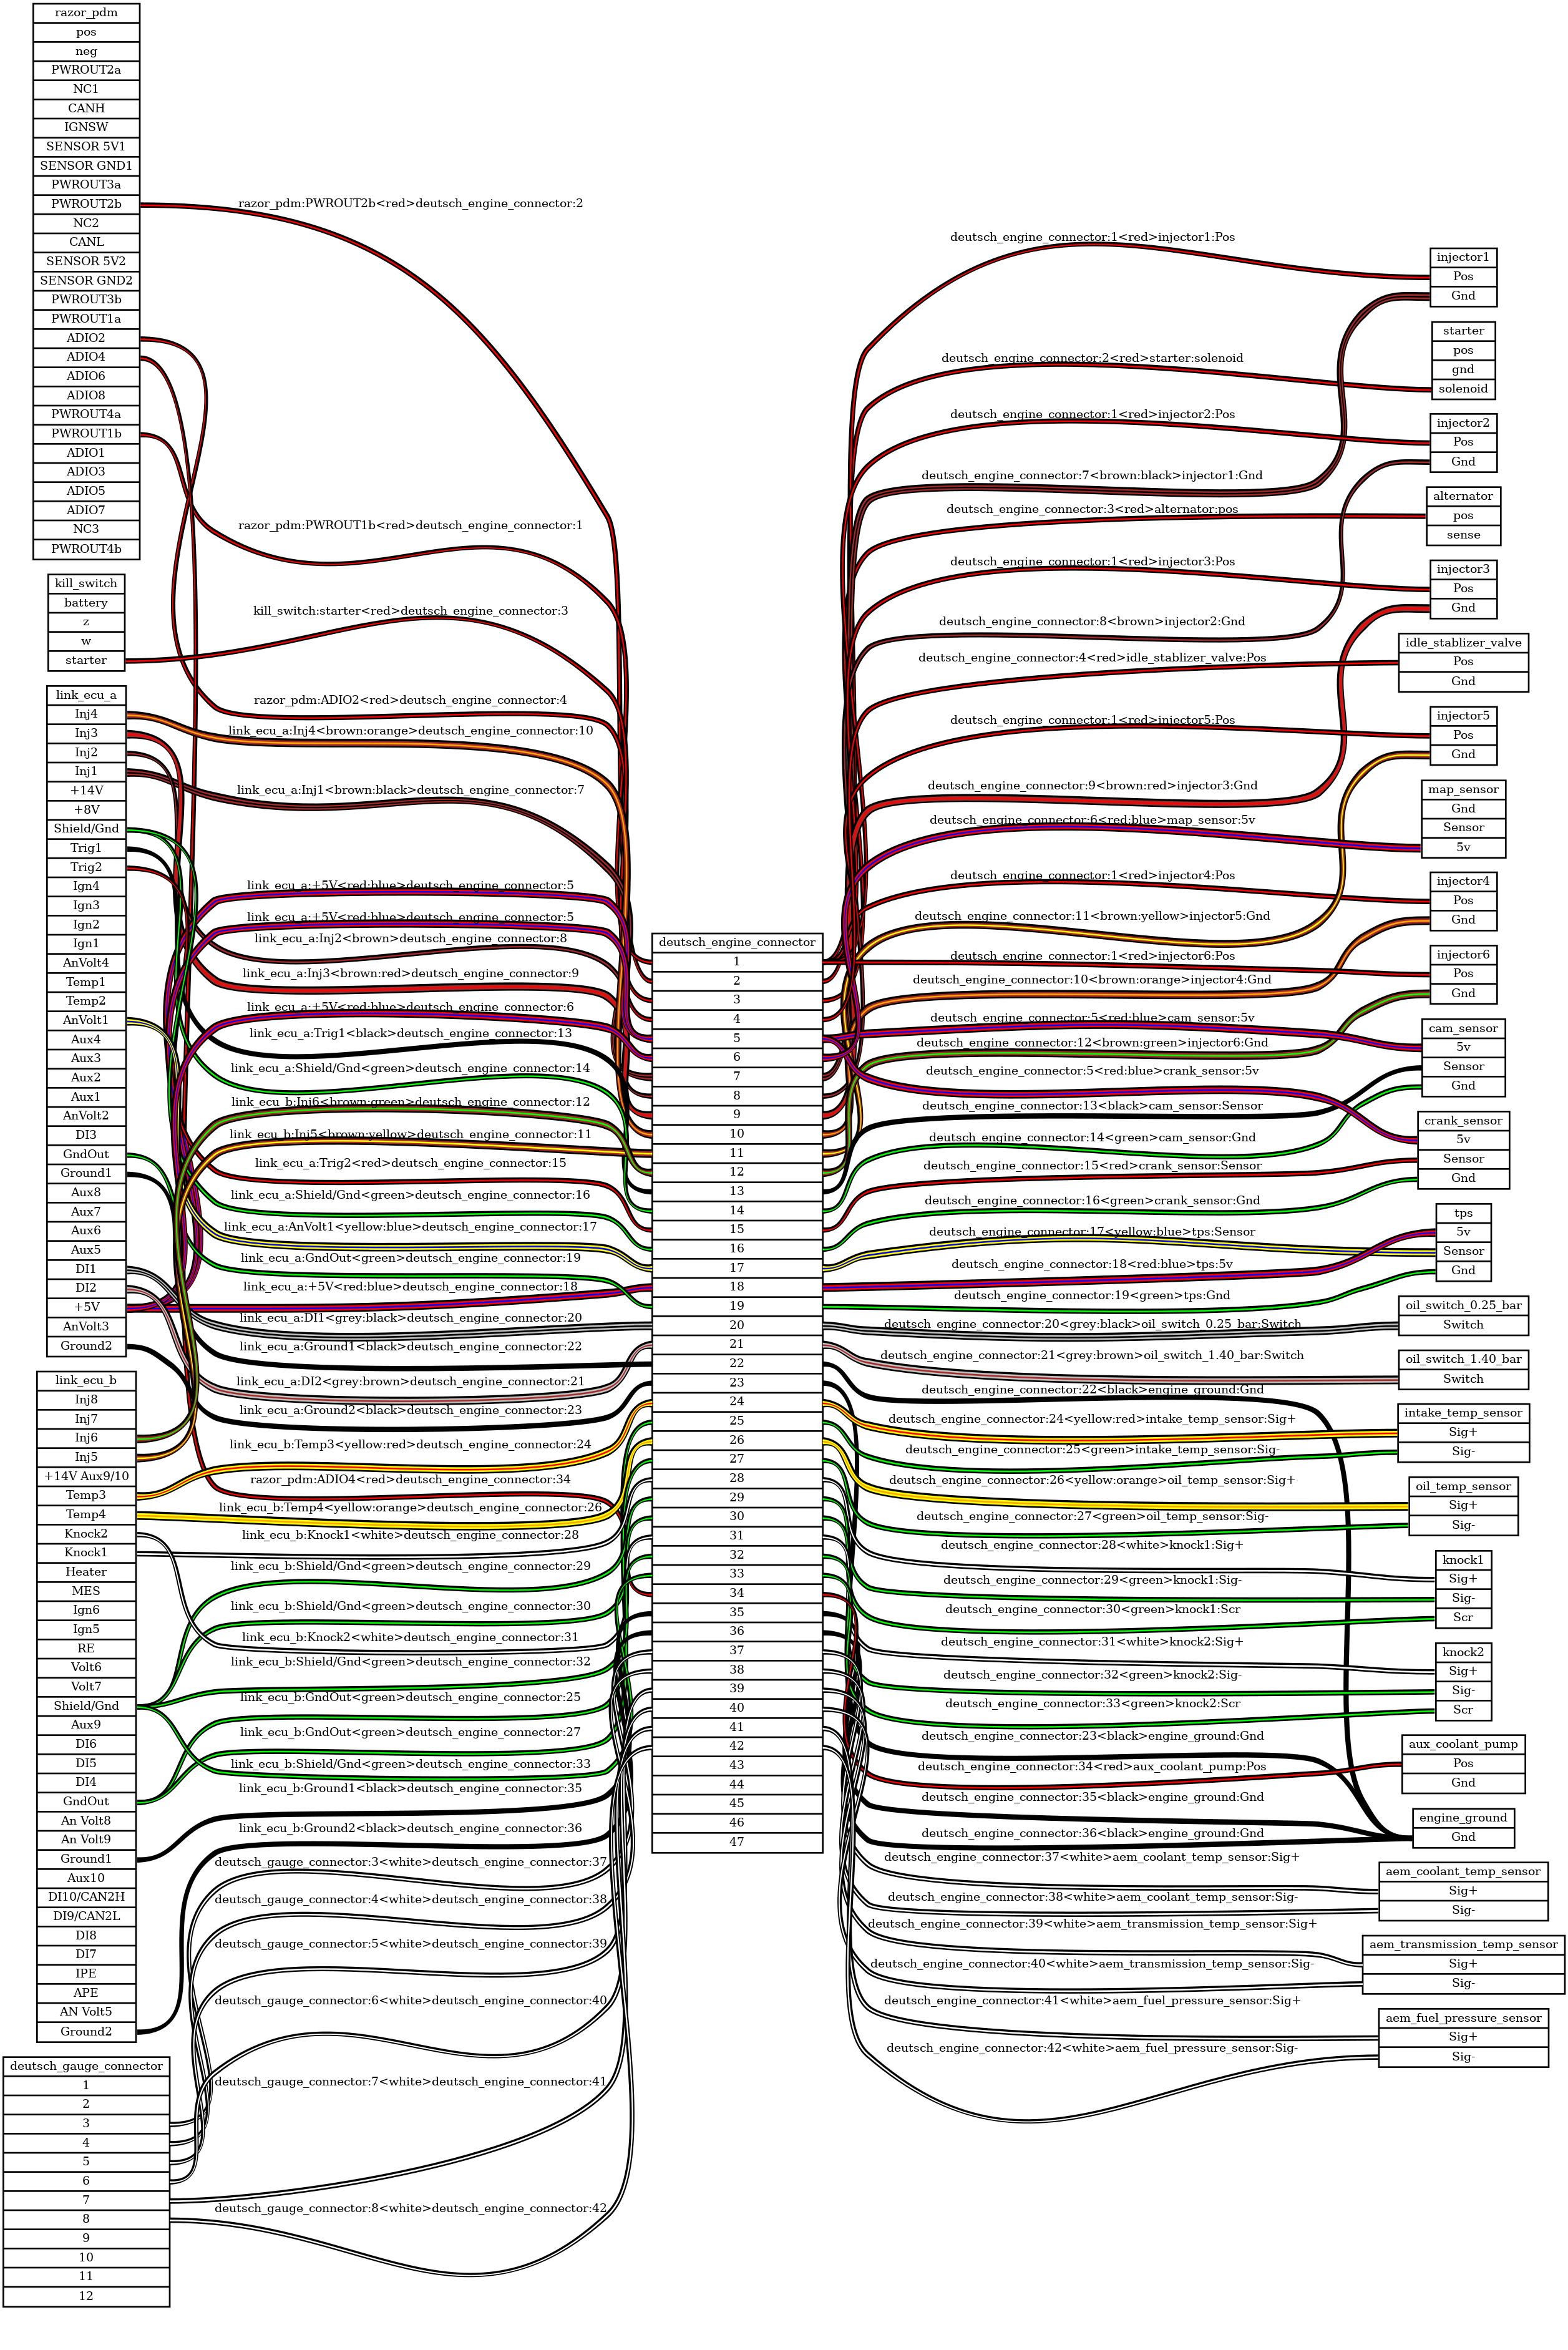 razor_pdm
pos
neg
PWROUT2a
NC1
CANH
IGNSW
SENSOR 5V1
SENSOR GND1
PWROUT3a
PWROUT2b
NC2
CANL
SENSOR 5V2
SENSOR GND2
PWROUT3b
PWROUT1a
ADIO2
ADIO4
ADIO6
ADIO8
PWROUT4a
PWROUT1b
ADIO1
ADIO3
ADIO5
ADIO7
NC3
PWROUT4b
kill_switch
battery
z
w
starter
link_ecu_a
Inj4
Inj3
Inj2
Inj1
+14V
+8V
Shield/Gnd
Trig1
Trig2
Ign4
Ign3
Ign2
Ign1
AnVolt4
Temp1
Temp2
AnVolt1
Aux4
Aux3
Aux2
Aux1
AnVolt2
DI3
GndOut
Ground1
Aux8
Aux7
Aux6
Aux5
DI1
DI2
+5V
AnVolt3
Ground2
link_ecu_b
Inj8
Inj7
Inj6
Inj5
+14V Aux9/10
Temp3
Temp4
Knock2
Knock1
Heater
MES
Ign6
Ign5
RE
Volt6
Volt7
Shield/Gnd
Aux9
DI6
DI5
DI4
GndOut
An Volt8
An Volt9
Ground1
Aux10
DI10/CAN2H
DI9/CAN2L
DI8
DI7
IPE
APE
AN Volt5
Ground2
deutsch_gauge_connector
1
2
3
4
5
6
7
8
9
10
11
12
razor_pdm:PWROUT2b<red>deutsch_engine_connector:2
razor_pdm:PWROUT1b<red>deutsch_engine_connector:1
kill_switch:starter<red>deutsch_engine_connector:3
razor_pdm:ADIO2<red>deutsch_engine_connector:4
link_ecu_a:Inj4<brown:orange>deutsch_engine_connector:10
link_ecu_a:Inj1<brown:black>deutsch_engine_connector:7
link_ecu_a:+5V<red:blue>deutsch_engine_connector:5
link_ecu_a:+5V<red:blue>deutsch_engine_connector:5
link_ecu_a:Inj2<brown>deutsch_engine_connector:8
link_ecu_a:Inj3<brown:red>deutsch_engine_connector:9
link_ecu_a:+5V<red:blue>deutsch_engine_connector:6
link_ecu_a:Trig1<black>deutsch_engine_connector:13
link_ecu_a:Shield/Gnd<green>deutsch_engine_connector:14
link_ecu_b:Inj6<brown:green>deutsch_engine_connector:12
link_ecu_b:Inj5<brown:yellow>deutsch_engine_connector:11
link_ecu_a:Trig2<red>deutsch_engine_connector:15
link_ecu_a:Shield/Gnd<green>deutsch_engine_connector:16
link_ecu_a:AnVolt1<yellow:blue>deutsch_engine_connector:17
link_ecu_a:GndOut<green>deutsch_engine_connector:19
link_ecu_a:+5V<red:blue>deutsch_engine_connector:18
link_ecu_a:DI1<grey:black>deutsch_engine_connector:20
link_ecu_a:Ground1<black>deutsch_engine_connector:22
link_ecu_a:DI2<grey:brown>deutsch_engine_connector:21
link_ecu_a:Ground2<black>deutsch_engine_connector:23
link_ecu_b:Temp3<yellow:red>deutsch_engine_connector:24
razor_pdm:ADIO4<red>deutsch_engine_connector:34
link_ecu_b:Temp4<yellow:orange>deutsch_engine_connector:26
link_ecu_b:Knock1<white>deutsch_engine_connector:28
link_ecu_b:Shield/Gnd<green>deutsch_engine_connector:29
link_ecu_b:Shield/Gnd<green>deutsch_engine_connector:30
link_ecu_b:Knock2<white>deutsch_engine_connector:31
link_ecu_b:Shield/Gnd<green>deutsch_engine_connector:32
link_ecu_b:GndOut<green>deutsch_engine_connector:25
link_ecu_b:GndOut<green>deutsch_engine_connector:27
link_ecu_b:Shield/Gnd<green>deutsch_engine_connector:33
link_ecu_b:Ground1<black>deutsch_engine_connector:35
link_ecu_b:Ground2<black>deutsch_engine_connector:36
deutsch_gauge_connector:3<white>deutsch_engine_connector:37
deutsch_gauge_connector:4<white>deutsch_engine_connector:38
deutsch_gauge_connector:5<white>deutsch_engine_connector:39
deutsch_gauge_connector:6<white>deutsch_engine_connector:40
deutsch_gauge_connector:7<white>deutsch_engine_connector:41
deutsch_gauge_connector:8<white>deutsch_engine_connector:42
deutsch_engine_connector
1
2
3
4
5
6
7
8
9
10
11
12
13
14
15
16
17
18
19
20
21
22
23
24
25
26
27
28
29
30
31
32
33
34
35
36
37
38
39
40
41
42
43
44
45
46
47
deutsch_engine_connector:1<red>injector1:Pos
deutsch_engine_connector:2<red>starter:solenoid
deutsch_engine_connector:1<red>injector2:Pos
deutsch_engine_connector:7<brown:black>injector1:Gnd
deutsch_engine_connector:3<red>alternator:pos
deutsch_engine_connector:1<red>injector3:Pos
deutsch_engine_connector:8<brown>injector2:Gnd
deutsch_engine_connector:4<red>idle_stablizer_valve:Pos
deutsch_engine_connector:1<red>injector5:Pos
deutsch_engine_connector:9<brown:red>injector3:Gnd
deutsch_engine_connector:6<red:blue>map_sensor:5v
deutsch_engine_connector:1<red>injector4:Pos
deutsch_engine_connector:11<brown:yellow>injector5:Gnd
deutsch_engine_connector:1<red>injector6:Pos
deutsch_engine_connector:10<brown:orange>injector4:Gnd
deutsch_engine_connector:5<red:blue>cam_sensor:5v
deutsch_engine_connector:12<brown:green>injector6:Gnd
deutsch_engine_connector:5<red:blue>crank_sensor:5v
deutsch_engine_connector:13<black>cam_sensor:Sensor
deutsch_engine_connector:14<green>cam_sensor:Gnd
deutsch_engine_connector:15<red>crank_sensor:Sensor
deutsch_engine_connector:16<green>crank_sensor:Gnd
deutsch_engine_connector:17<yellow:blue>tps:Sensor
deutsch_engine_connector:18<red:blue>tps:5v
deutsch_engine_connector:19<green>tps:Gnd
deutsch_engine_connector:20<grey:black>oil_switch_0.25_bar:Switch
deutsch_engine_connector:21<grey:brown>oil_switch_1.40_bar:Switch
deutsch_engine_connector:22<black>engine_ground:Gnd
deutsch_engine_connector:24<yellow:red>intake_temp_sensor:Sig+
deutsch_engine_connector:25<green>intake_temp_sensor:Sig-
deutsch_engine_connector:26<yellow:orange>oil_temp_sensor:Sig+
deutsch_engine_connector:27<green>oil_temp_sensor:Sig-
deutsch_engine_connector:28<white>knock1:Sig+
deutsch_engine_connector:29<green>knock1:Sig-
deutsch_engine_connector:30<green>knock1:Scr
deutsch_engine_connector:31<white>knock2:Sig+
deutsch_engine_connector:32<green>knock2:Sig-
deutsch_engine_connector:33<green>knock2:Scr
deutsch_engine_connector:23<black>engine_ground:Gnd
deutsch_engine_connector:34<red>aux_coolant_pump:Pos
deutsch_engine_connector:35<black>engine_ground:Gnd
deutsch_engine_connector:36<black>engine_ground:Gnd
deutsch_engine_connector:37<white>aem_coolant_temp_sensor:Sig+
deutsch_engine_connector:38<white>aem_coolant_temp_sensor:Sig-
deutsch_engine_connector:39<white>aem_transmission_temp_sensor:Sig+
deutsch_engine_connector:40<white>aem_transmission_temp_sensor:Sig-
deutsch_engine_connector:41<white>aem_fuel_pressure_sensor:Sig+
deutsch_engine_connector:42<white>aem_fuel_pressure_sensor:Sig-
injector1
Pos
Gnd
starter
pos
gnd
solenoid
injector2
Pos
Gnd
alternator
pos
sense
injector3
Pos
Gnd
idle_stablizer_valve
Pos
Gnd
injector5
Pos
Gnd
map_sensor
Gnd
Sensor
5v
injector4
Pos
Gnd
injector6
Pos
Gnd
cam_sensor
5v
Sensor
Gnd
crank_sensor
5v
Sensor
Gnd
tps
5v
Sensor
Gnd
oil_switch_0.25_bar
Switch
oil_switch_1.40_bar
Switch
intake_temp_sensor
Sig+
Sig-
oil_temp_sensor
Sig+
Sig-
knock1
Sig+
Sig-
Scr
knock2
Sig+
Sig-
Scr
aux_coolant_pump
Pos
Gnd
engine_ground
Gnd
aem_coolant_temp_sensor
Sig+
Sig-
aem_transmission_temp_sensor
Sig+
Sig-
aem_fuel_pressure_sensor
Sig+
Sig-